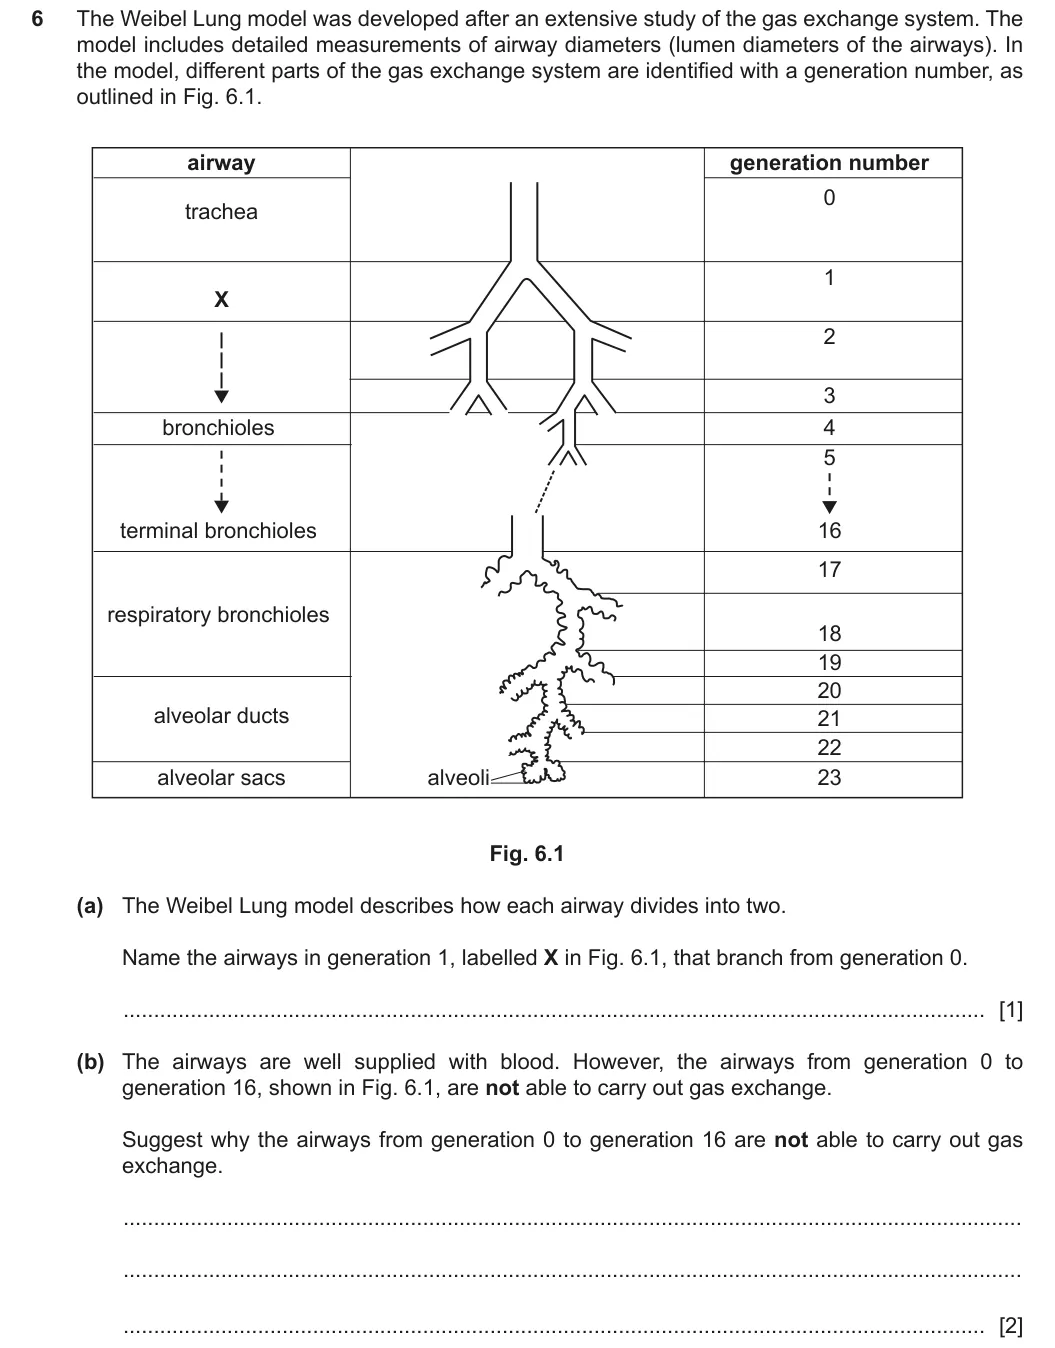 6 The Weibel Lung model was developed after an extensive study of the gas exchange system. The
model includes detailed measurements of airway diameters (lumen diameters of the airways). In
the model, different parts of the gas exchange system are identified with a generation number, as
outlined in Fig. 6.1.
airway generation number
trachea 0
X 1
2
3
bronchioles 4
5
terminal bronchioles 16
17
respiratory bronchioles
18
19
20
alveolar ducts 21
22
alveolar sacs alveoli 23
Fig. 6.1
(a) The Weibel Lung model describes how each airway divides into two.
Name the airways in generation 1, labelled X in Fig. 6.1, that branch from generation 0.
[1]
(b) The airways are well supplied with blood. However, the airways from generation 0 to
generation 16, shown in Fig. 6.1, are not able to carry out gas exchange.
Suggest why the airways from generation 0 to generation 16 are not able to carry out gas
exchange.
[2]